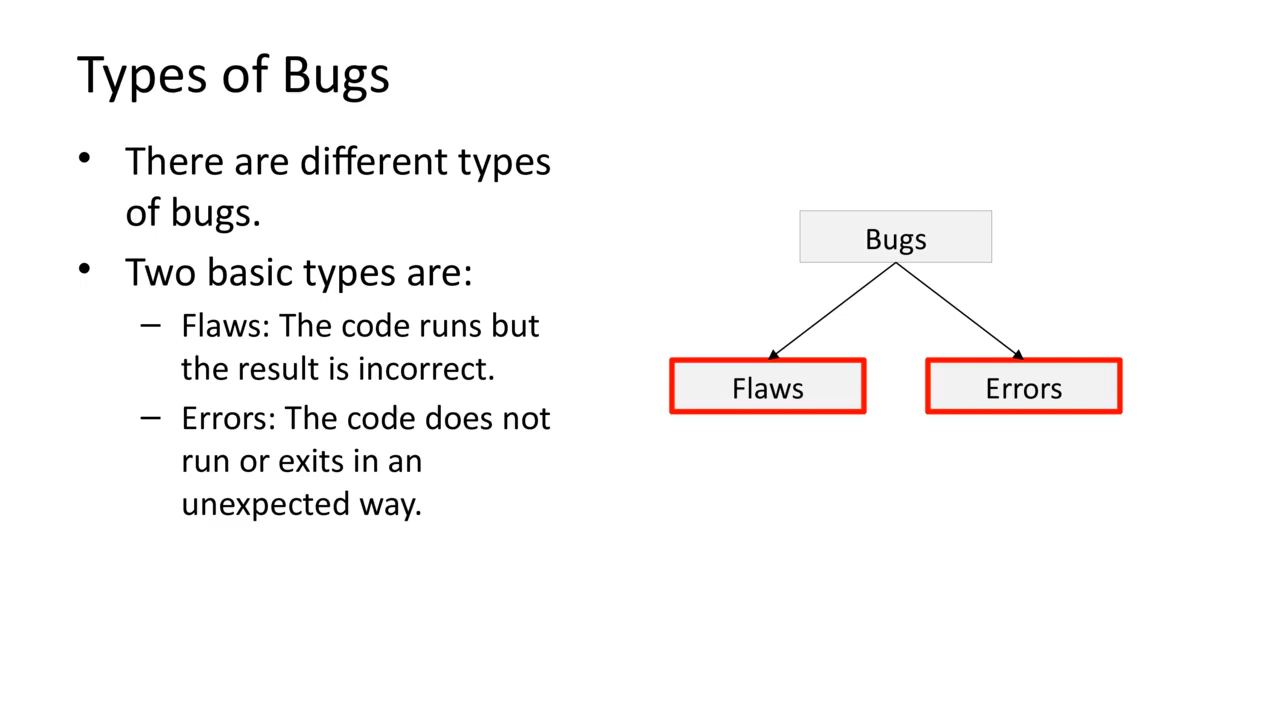 Types of Bugs
• There are different types
of bugs.
• Two basic types are:
– Flaws: The code runs but
the result is incorrect.
– Errors: The code does not
run or exits in an
unexpected way.
Bugs
Flaws
Errors